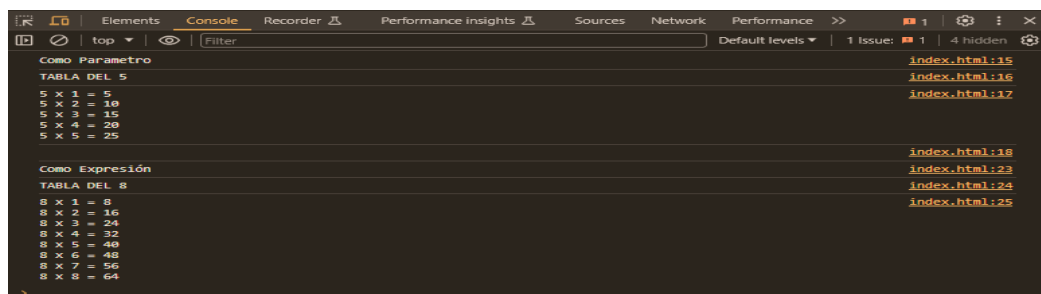 Elements Console Recorder Performance insights Sources Network Performance >> 1
top Filter Default levels 1 Issue: 1 4 hidden
Como Parametro index.html:15
TABLA DEL 5 index.html:16
5 x 1 = 5 index.html:17
5 x 2 = 10
5 x 3 = 15
5 x 4 = 20
5 x 5 = 25
index.html:18
Como Expresión index.html:23
TABLA DEL 8 index.html:24
8 x 1 = 8 index.html:25
8 x 2 = 16
8 x 3 = 24
8 x 4 = 32
8 x 5 = 40
8 x 6 = 48
8 x 7 = 56
8 x 8 = 64